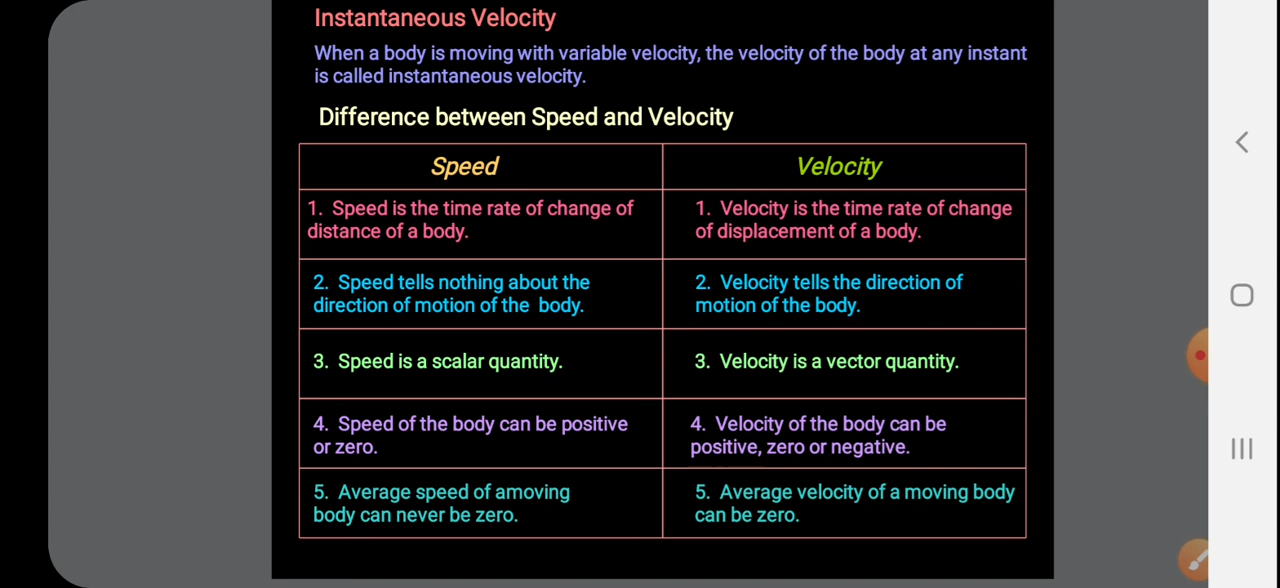 Instantaneous Velocity
When a body is moving with variable velocity, the velocity of the body at any instant
is called instantaneous velocity.
Difference between Speed and Velocity
Speed
Velocity
1. Speed is the time rate of change of
distance of a body.
1. Velocity is the time rate of change
of displacement of a body.
2. Speed tells nothing about the
direction of motion of the body.
2. Velocity tells the direction of
motion of the body.
3. Speed is a scalar quantity.
3. Velocity is a vector quantity.
4. Speed of the body can be positive
or zero.
4. Velocity of the body can be
positive, zero or negative.
5. Average speed of amoving
body can never be zero.
5. Average velocity of a moving body
can be zero.